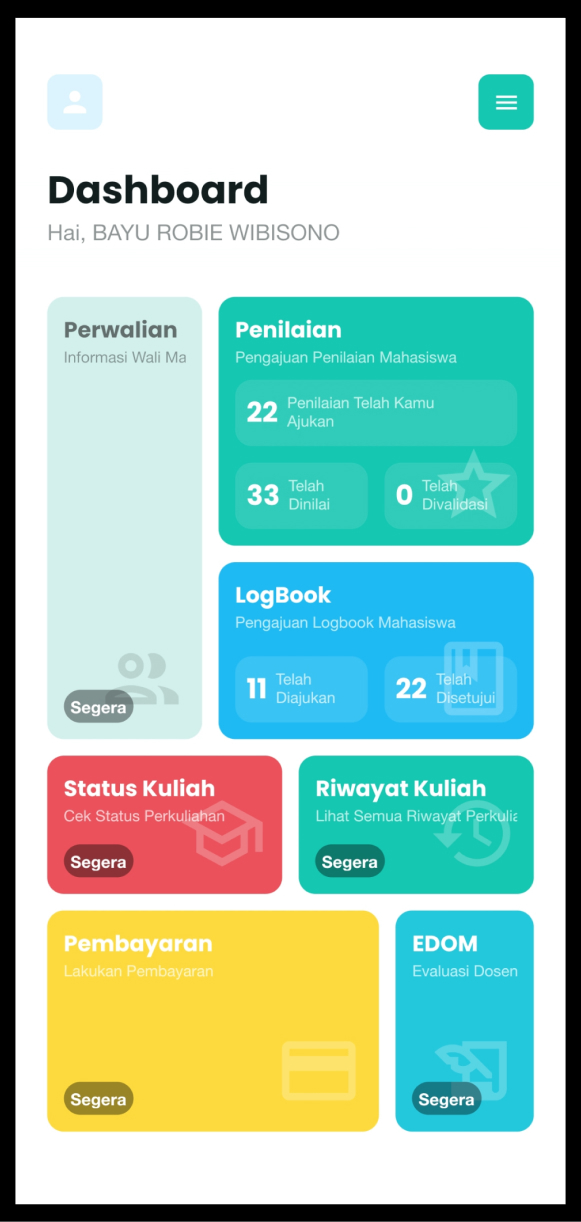 Dashboard
Hai, BAYU ROBIE WIBISONO
Perwalian
Informasi Wali Ma
Segera
Penilaian
Pengajuan Penilaian Mahasiswa
22 Penilaian Telah Kamu
Ajukan
33 Telah
Dinilai
0 Telah
Divalidasi
LogBook
Pengajuan Logbook Mahasiswa
11 Telah
Diajukan
22 Telah
Disetujui
Status Kuliah
Cek Status Perkuliahan
Segera
Riwayat Kuliah
Lihat Semua Riwayat Perkulia
Segera
Pembayaran
Lakukan Pembayaran
Segera
EDOM
Evaluasi Dosen
Segera